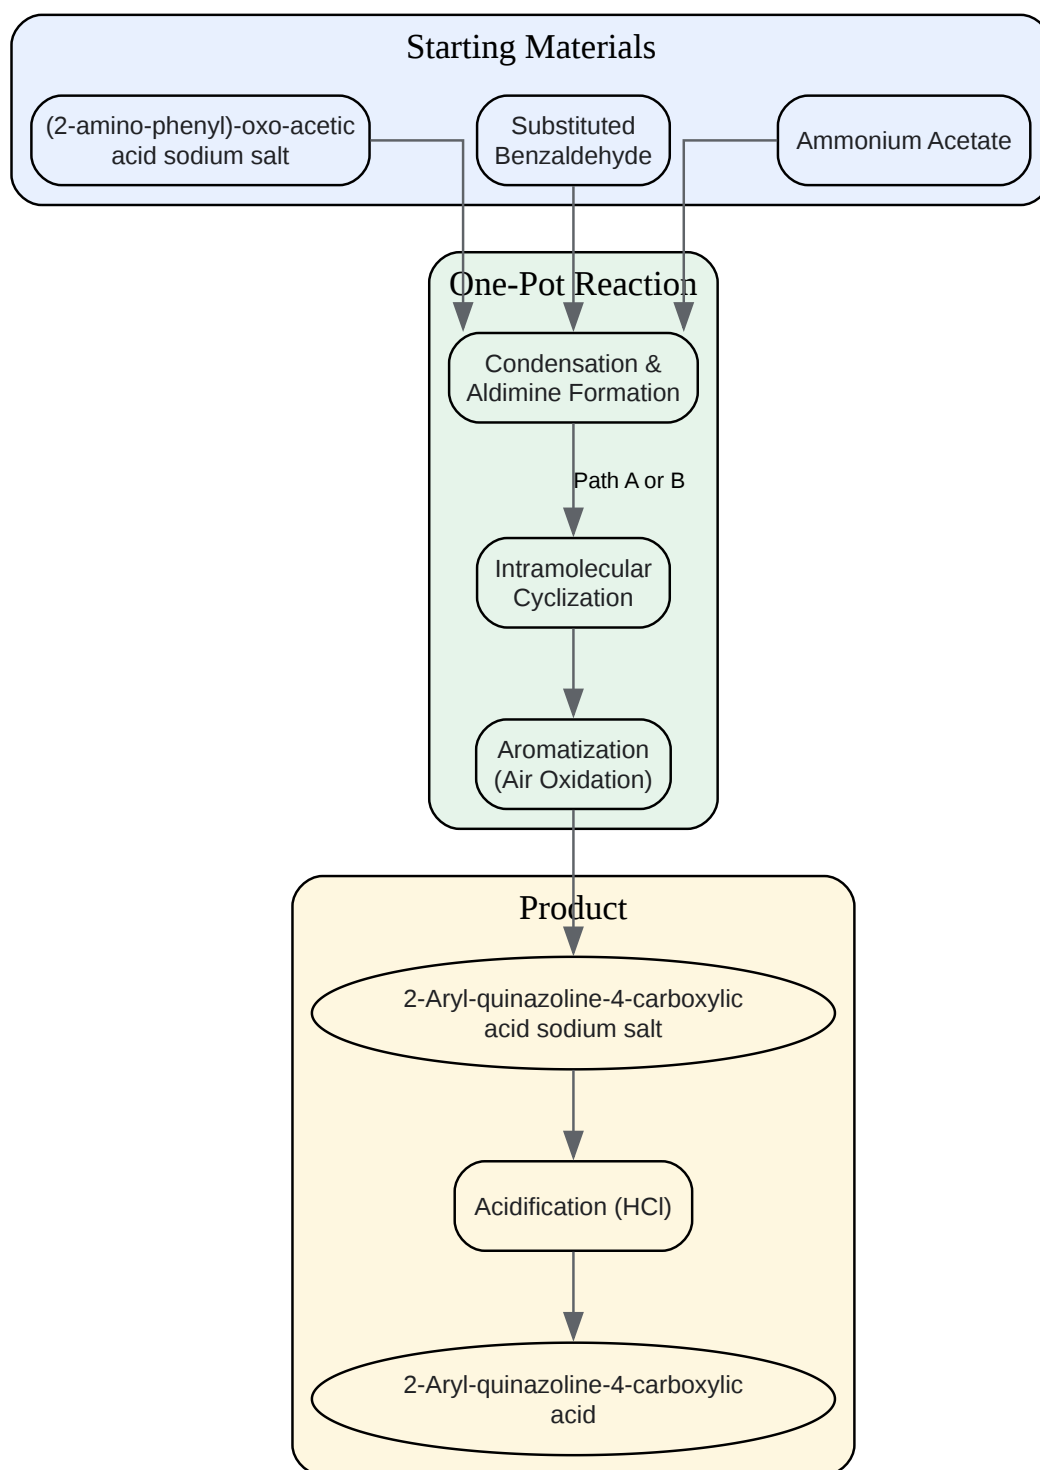 Starting Materials
(2-amino-phenyl)-oxo-acetic
acid sodium salt
Substituted
Benzaldehyde
Ammonium Acetate
One-Pot Reaction
Condensation &
Aldimine Formation
Path A or B
Intramolecular
Cyclization
Aromatization
(Air Oxidation)
Product
2-Aryl-quinazoline-4-carboxylic
acid sodium salt
Acidification (HCl)
2-Aryl-quinazoline-4-carboxylic
acid